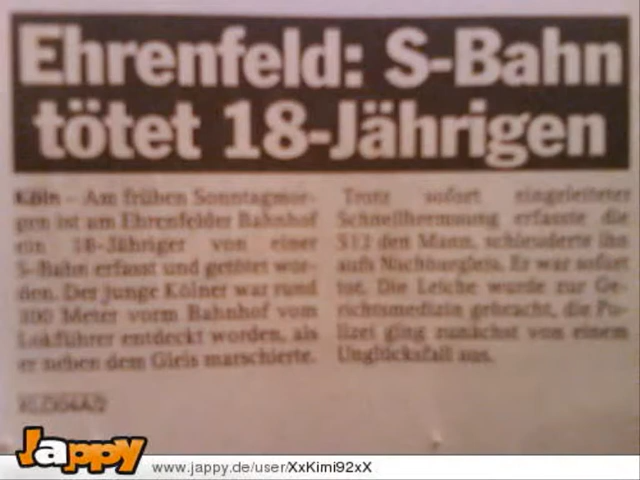 Ehrenfeld: S-Bahn
tötet 18-Jährigen
Köln – Am frühen Sonntagmor-
gen ist am Ehrenfelder Bahnhof
ein 18-Jähriger von einer
S-Bahn erfasst und getötet wor-
den. Der junge Kölner war rund
300 Meter vorm Bahnhof vom
Lokführer entdeckt worden, als
er neben dem Gleis marschierte.
Trotz sofort eingeleiteter
Schnellbremsung erfasste die
S12 den Mann, schleuderte ihn
aufs Nachbargleis. Er war sofort
tot. Die Leiche wurde zur Ge-
richtsmedizin gebracht, die Po-
lizei ging zunächst von einem
Unglücksfall aus.
Jappy
www.jappy.de/user/XxKimi92xX